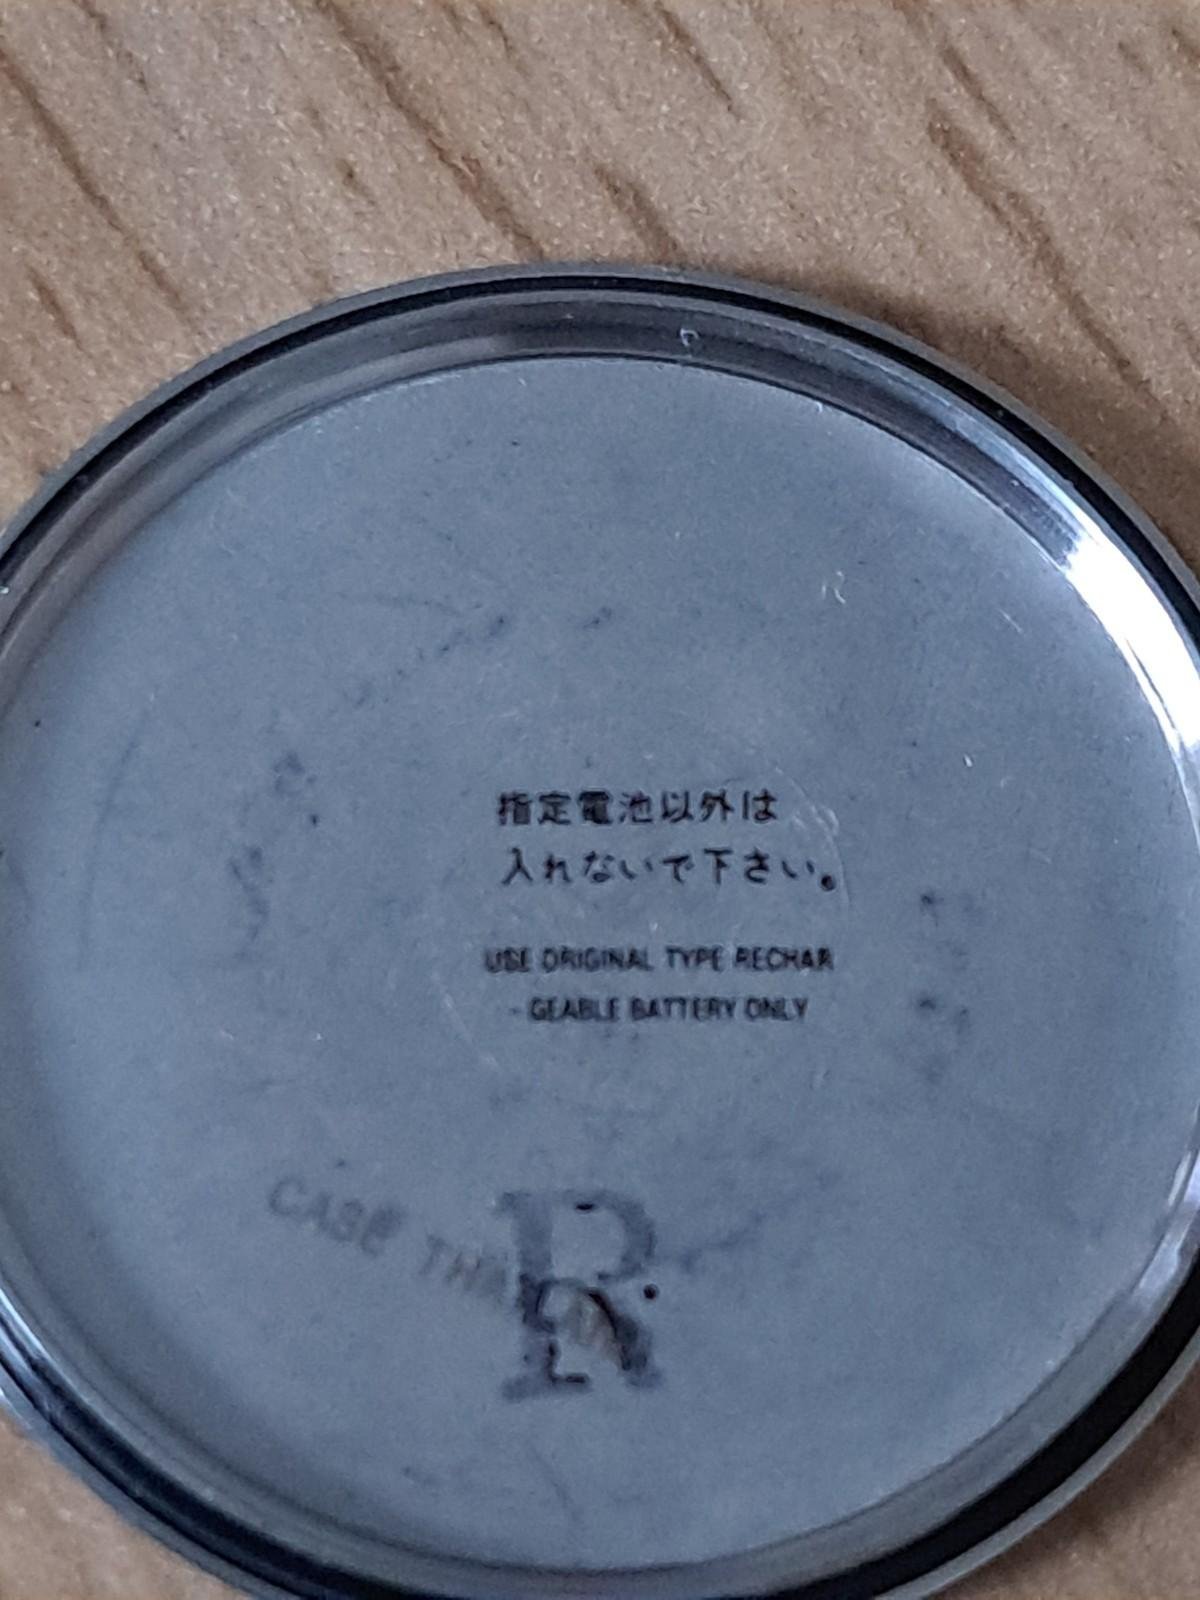 指定電池以外は
入れないで下さい。
USE ORIGINAL TYPE RECHAR
- GEABLE BATTERY ONLY
CASE
R